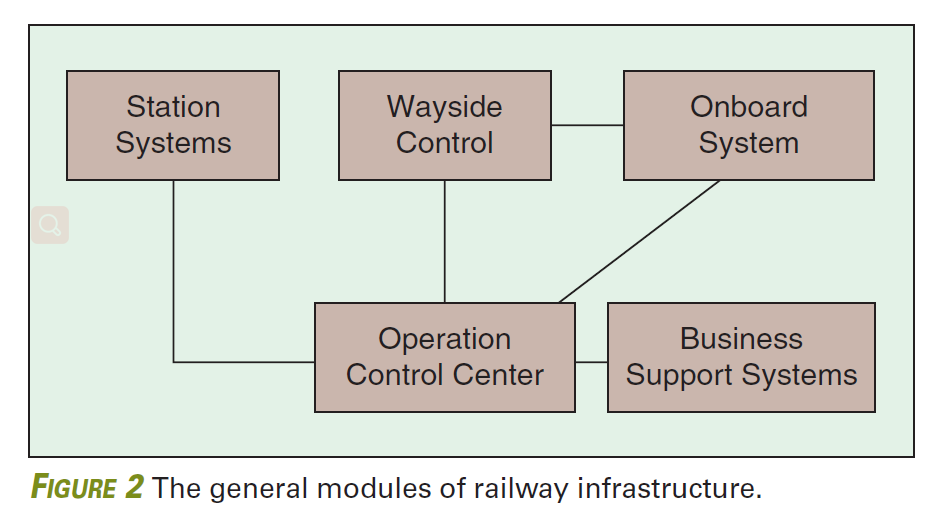 Station
Systems
Wayside
Control
Onboard
System
Operation
Control Center
Business
Support Systems
FIGURE 2 The general modules of railway infrastructure.